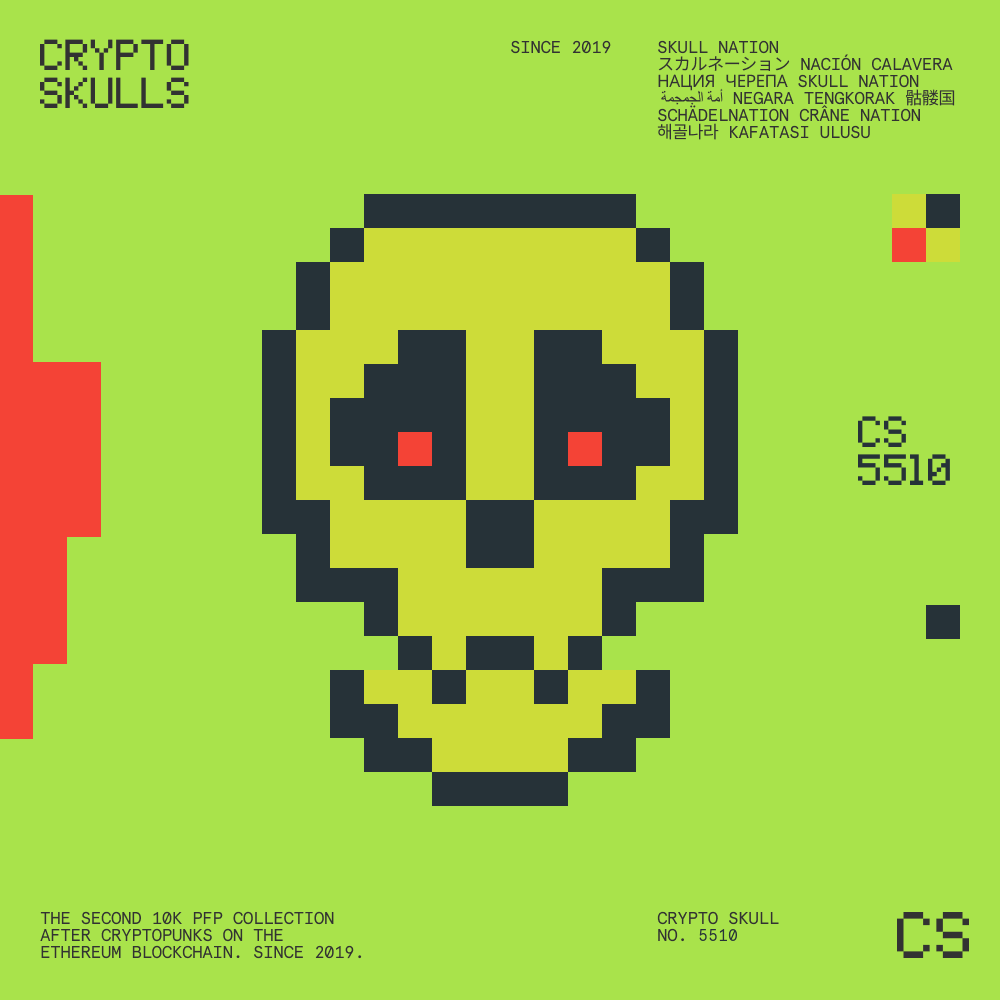 CRYPTO
SKULLS
SINCE 2019
SKULL NATION
スカルネーション NACIÓN CALAVERA
НАЦИЯ ЧЕРЕПА SKULL NATION
أمة الجمجمة NEGARA TENGKORAK 骷髅国
SCHÄDELNATION CRÂNE NATION
해골나라 KAFATASI ULUSU
CS
5510
THE SECOND 10K PFP COLLECTION
AFTER CRYPTOPUNKS ON THE
ETHEREUM BLOCKCHAIN. SINCE 2019.
CRYPTO SKULL
NO. 5510
CS